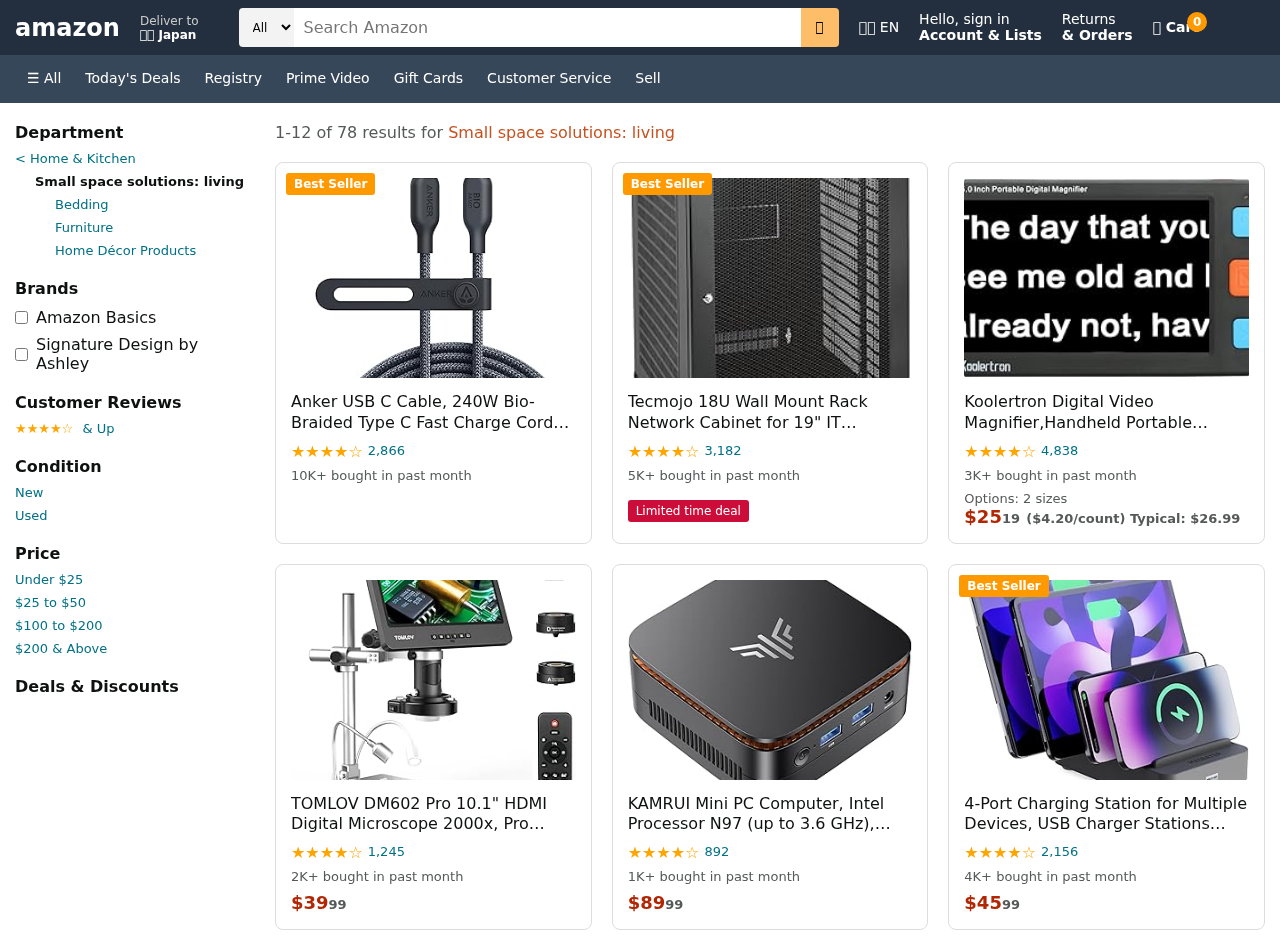 amazon
Deliver to
Japan
All
Search Amazon
EN
Hello, sign in
Account & Lists
Returns
& Orders
0
☰ All
Today's Deals
Registry
Prime Video
Gift Cards
Customer Service
Sell
Department
< Home & Kitchen
Small space solutions: living
Bedding
Furniture
Home Décor Products
Brands
Amazon Basics
Signature Design by
Ashley
Customer Reviews
★★★★☆ & Up
Condition
New
Used
Price
Under $25
$25 to $50
$100 to $200
$200 & Above
Deals & Discounts
1-12 of 78 results for Small space solutions: living
Best Seller
ANKER
BIO
ANKER
Anker USB C Cable, 240W Bio-
Braided Type C Fast Charge Cord…
★★★★☆ 2,866
10K+ bought in past month
Best Seller
Tecmojo 18U Wall Mount Rack
Network Cabinet for 19" IT…
★★★★☆ 3,182
5K+ bought in past month
Limited time deal
.0 Inch Portable Digital Magnifier
The day that you
see me old and I
already not, hav
Koolertron
Koolertron Digital Video
Magnifier,Handheld Portable…
★★★★☆ 4,838
3K+ bought in past month
Options: 2 sizes
$25 19 ($4.20/count) Typical: $26.99
TOMLOV
TOMLOV DM602 Pro 10.1" HDMI
Digital Microscope 2000x, Pro…
★★★★☆ 1,245
2K+ bought in past month
$39 99
KAMRUI Mini PC Computer, Intel
Processor N97 (up to 3.6 GHz),…
★★★★☆ 892
1K+ bought in past month
$89 99
Best Seller
4-Port Charging Station for Multiple
Devices, USB Charger Stations…
★★★★☆ 2,156
4K+ bought in past month
$45 99